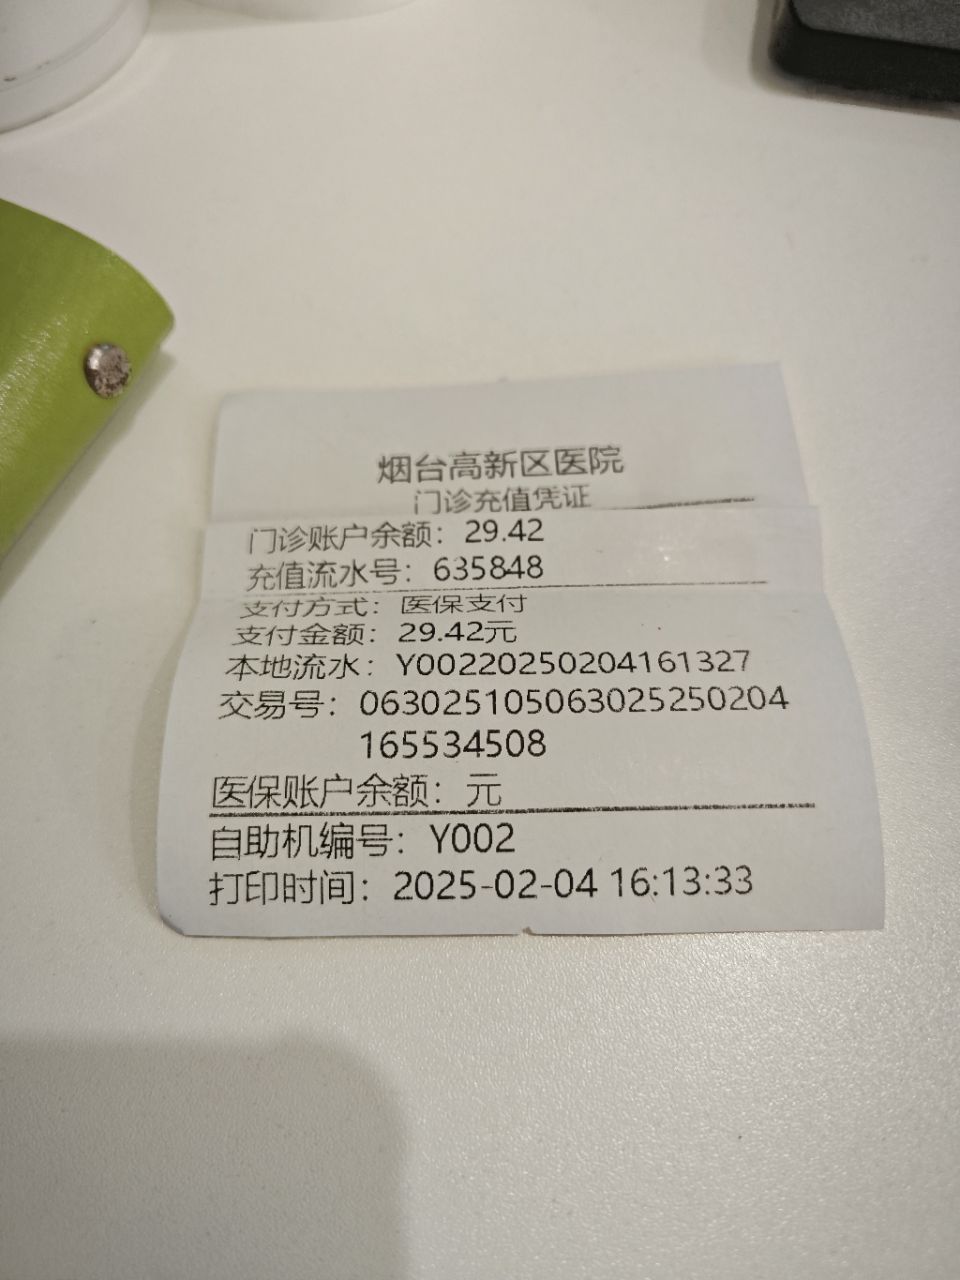 烟台高新区医院
门诊充值凭证
门诊账户余额：29.42
充值流水号：635848
支付方式：医保支付
支付金额：29.42元
本地流水：Y00220250204161327
交易号：063025105063025250204
165534508
医保账户余额：元
自助机编号：Y002
打印时间：2025-02-04 16:13:33